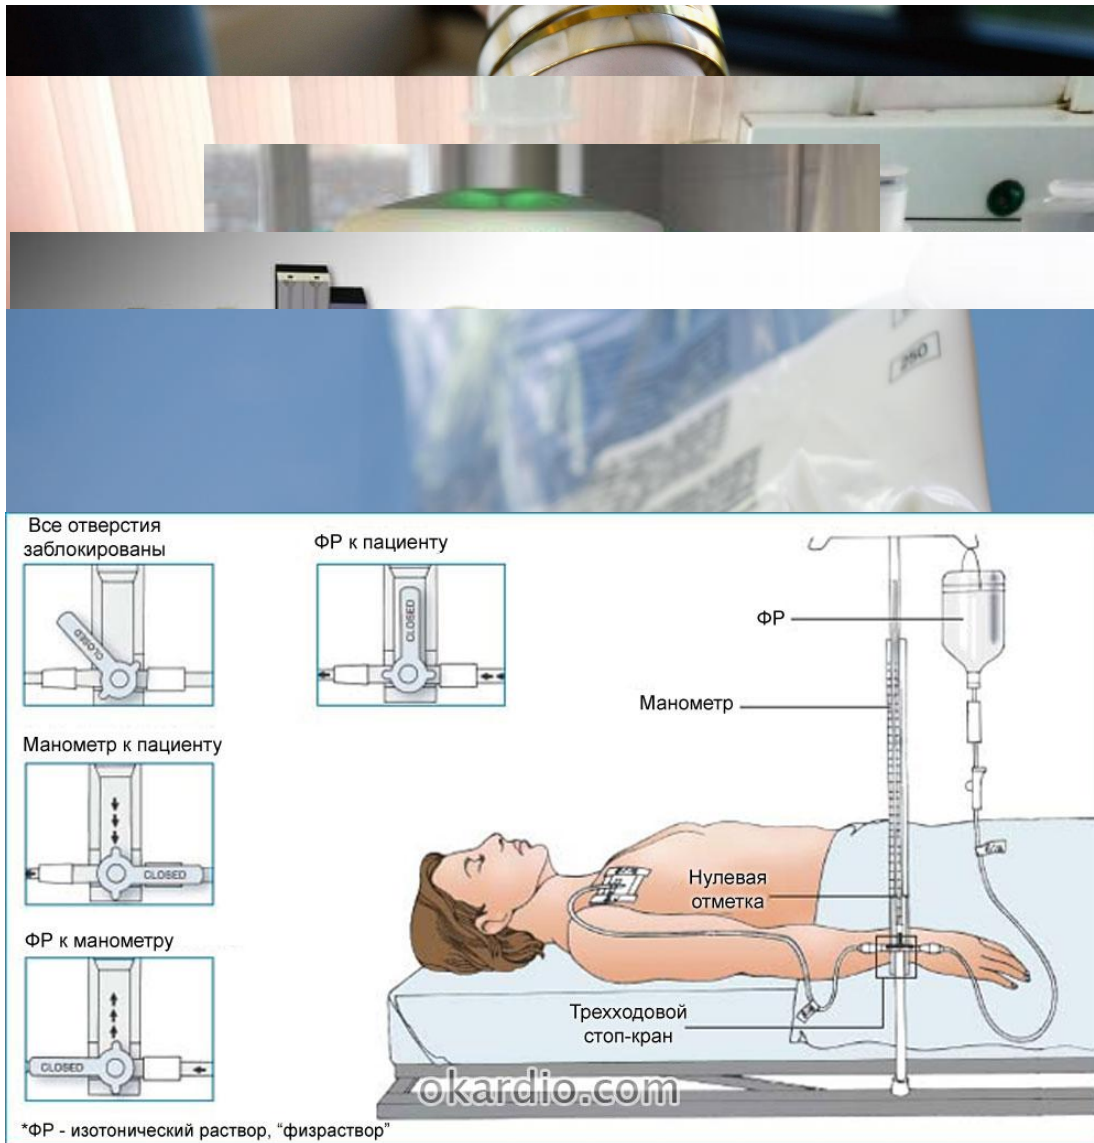 250
Все отверстия
заблокированы
ФР к пациенту
CLOSED
CLOSED
ФР
Манометр
Манометр к пациенту
CLOSED
Нулевая
отметка
ФР к манометру
CLOSED
Трехходовой
стоп-кран
okardio.com
*ФР - изотонический раствор, “физраствор”